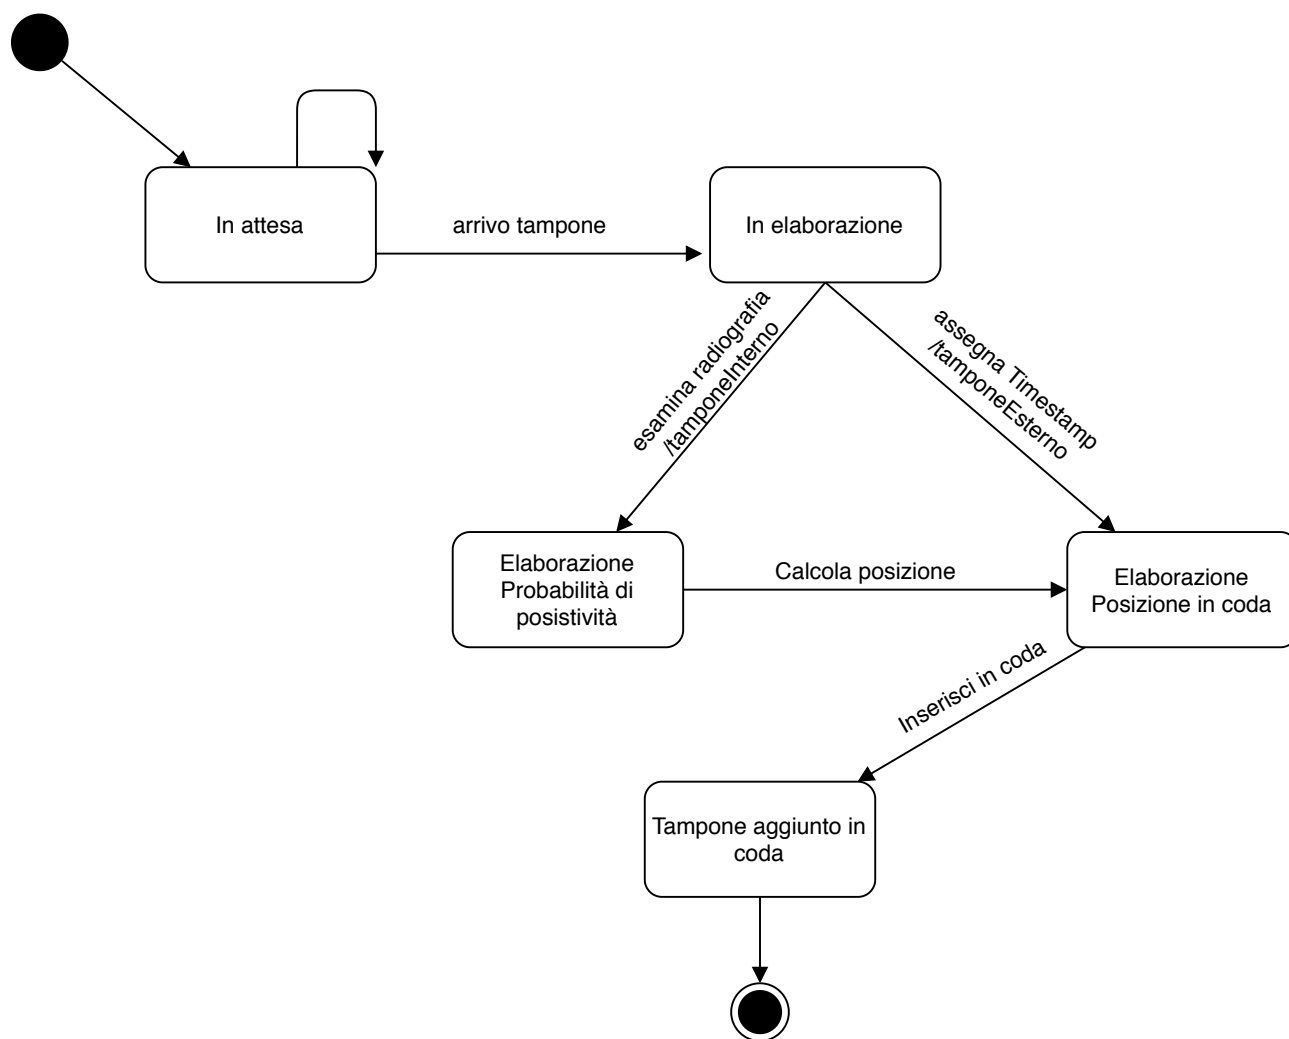 In attesa
arrivo tampone
In elaborazione
esamina radiografia
/tamponeInterno
assegna Timestamp
/tamponeEsterno
Elaborazione
Probabilità di
posistività
Calcola posizione
Elaborazione
Posizione in coda
Inserisci in coda
Tampone aggiunto in
coda